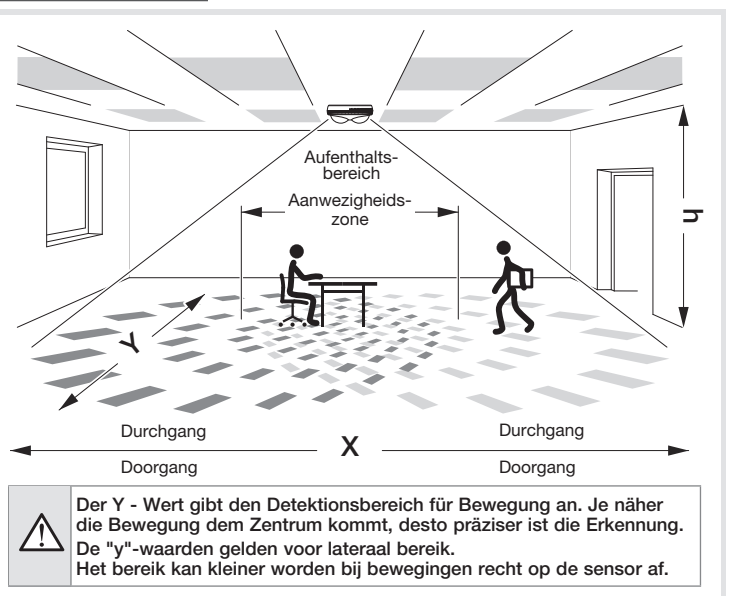 Aufenthalts-
bereich
Aanwezigheids-
zone
h
Y
Durchgang
X
Durchgang
Doorgang
Doorgang
Der Y - Wert gibt den Detektionsbereich für Bewegung an. Je näher
die Bewegung dem Zentrum kommt, desto präziser ist die Erkennung.
De "y"-waarden gelden voor lateraal bereik.
Het bereik kan kleiner worden bij bewegingen recht op de sensor af.